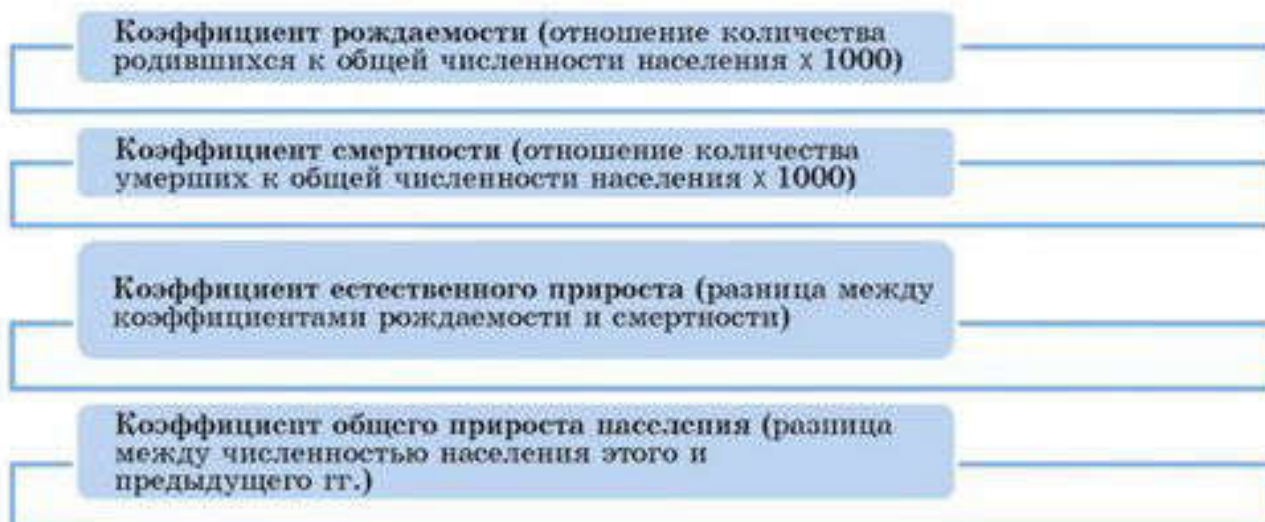 Коэффициент рождаемости (отношение количества
родившихся к общей численности населения x 1000)
Коэффициент смертности (отношение количества
умерших к общей численности населения x 1000)
Коэффициент естественного прироста (разница между
коэффициентами рождаемости и смертности)
Коэффициент общего прироста населения (разница
между численностью населения этого и
предыдущего гг.)